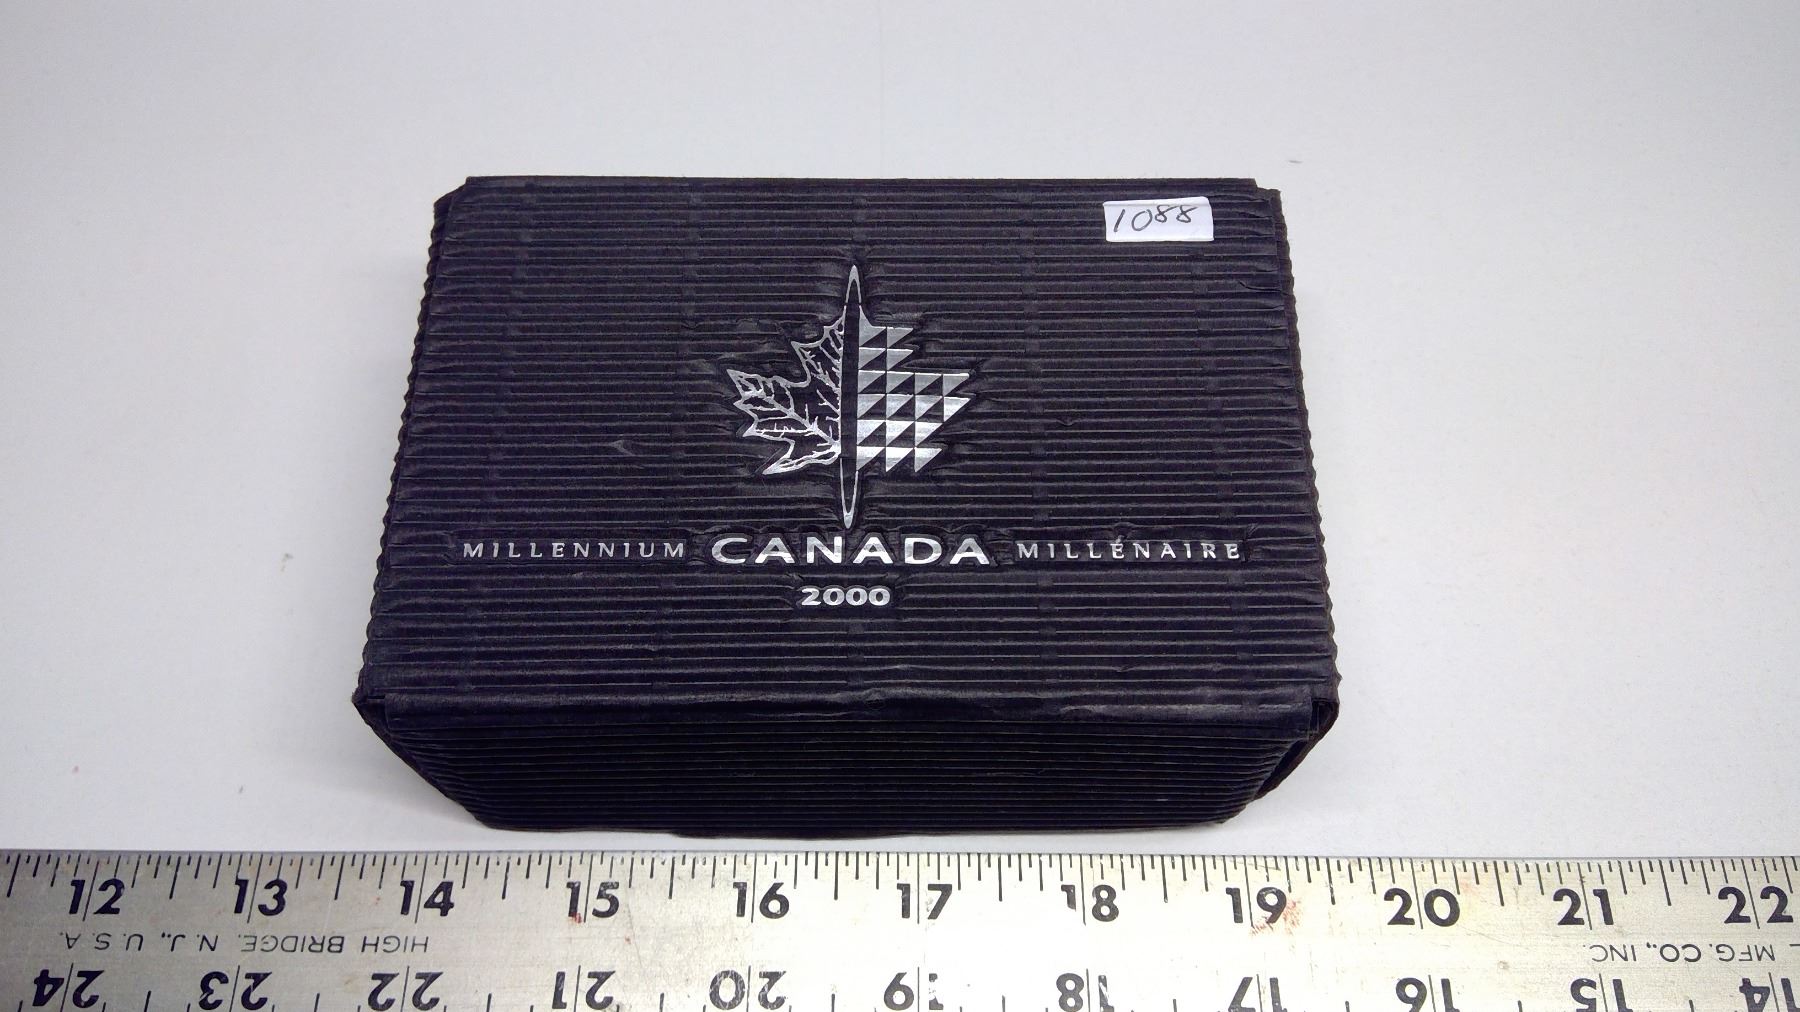 1088
MILLENNIUM CANADA MILLÉNAIRE
2000
12 13 14 15 16 17 18 19 20 21 22
HIGH BRIDGE, N.J., U.S.A.
MFG. CO., INC.
24 23 22 21 20 19 18 17 16 15 14